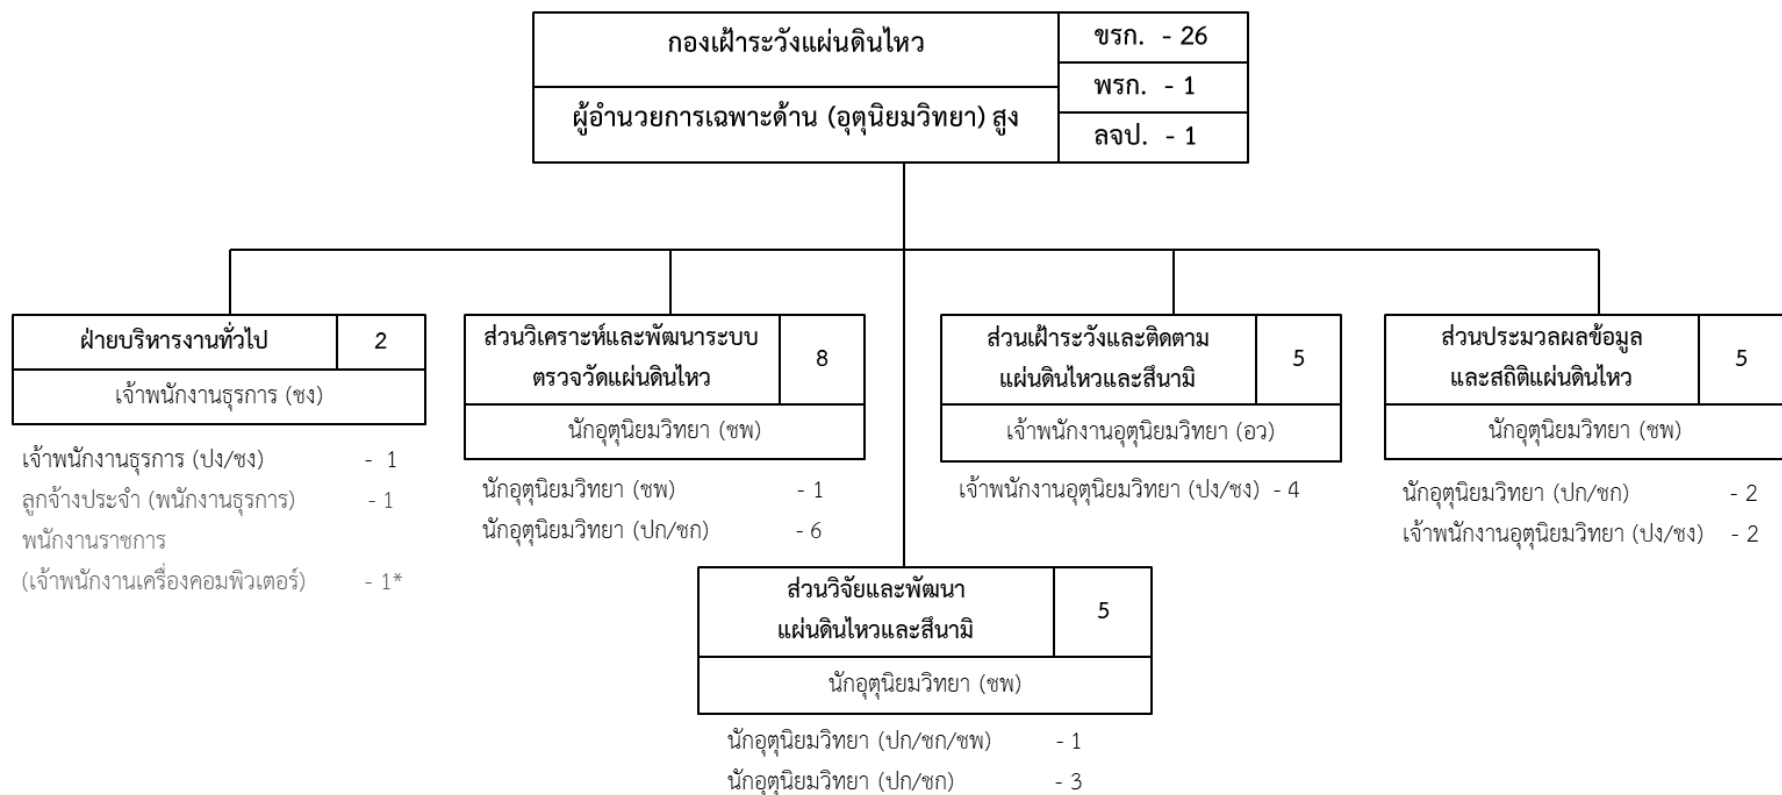 กองเฝ้าระวังแผ่นดินไหว
ผู้อำนวยการเฉพาะด้าน (อุตุนิยมวิทยา) สูง
ขรก. - 26
พรก. - 1
ลจป. - 1
ฝ่ายบริหารงานทั่วไป 2
เจ้าพนักงานธุรการ (ชง)
เจ้าพนักงานธุรการ (ปง/ชง) - 1
ลูกจ้างประจำ (พนักงานธุรการ) - 1
พนักงานราชการ
(เจ้าพนักงานเครื่องคอมพิวเตอร์) - 1*
ส่วนวิเคราะห์และพัฒนาระบบ
ตรวจวัดแผ่นดินไหว
8
นักอุตุนิยมวิทยา (ชพ)
นักอุตุนิยมวิทยา (ชพ) - 1
นักอุตุนิยมวิทยา (ปก/ชก) - 6
ส่วนเฝ้าระวังและติดตาม
แผ่นดินไหวและสึนามิ
5
เจ้าพนักงานอุตุนิยมวิทยา (อว)
เจ้าพนักงานอุตุนิยมวิทยา (ปง/ชง) - 4
ส่วนประมวลผลข้อมูล
และสถิติแผ่นดินไหว
5
นักอุตุนิยมวิทยา (ชพ)
นักอุตุนิยมวิทยา (ปก/ชก) - 2
เจ้าพนักงานอุตุนิยมวิทยา (ปง/ชง) - 2
ส่วนวิจัยและพัฒนา
แผ่นดินไหวและสึนามิ
5
นักอุตุนิยมวิทยา (ชพ)
นักอุตุนิยมวิทยา (ปก/ชก/ชพ) - 1
นักอุตุนิยมวิทยา (ปก/ชก) - 3